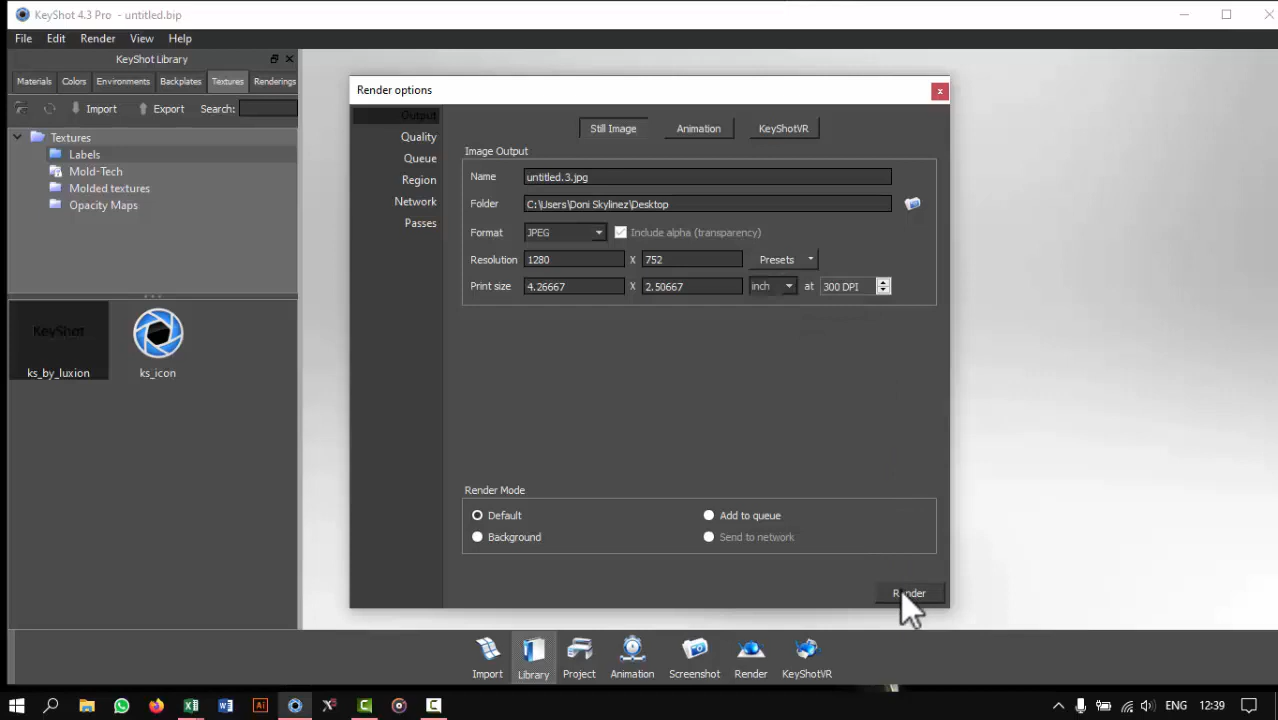 KeyShot 4.3 Pro - untitled.bip
File Edit Render View Help
KeyShot Library
Materials Colors Environments Backplates Textures Renderings
Import Export Search:
Textures
Labels
Mold-Tech
Molded textures
Opacity Maps
KeyShot
ks_by_luxion ks_icon
Render options
Output
Quality
Queue
Region
Network
Passes
Still Image Animation KeyShotVR
Image Output
Name untitled.3.jpg
Folder C:\Users\Doni Skylinez\Desktop
Format JPEG Include alpha (transparency)
Resolution 1280 X 752 Presets
Print size 4.26667 X 2.50667 inch at 300 DPI
Render Mode
Default Add to queue
Background Send to network
Render
Import Library Project Animation Screenshot Render KeyShotVR
ENG 12:39